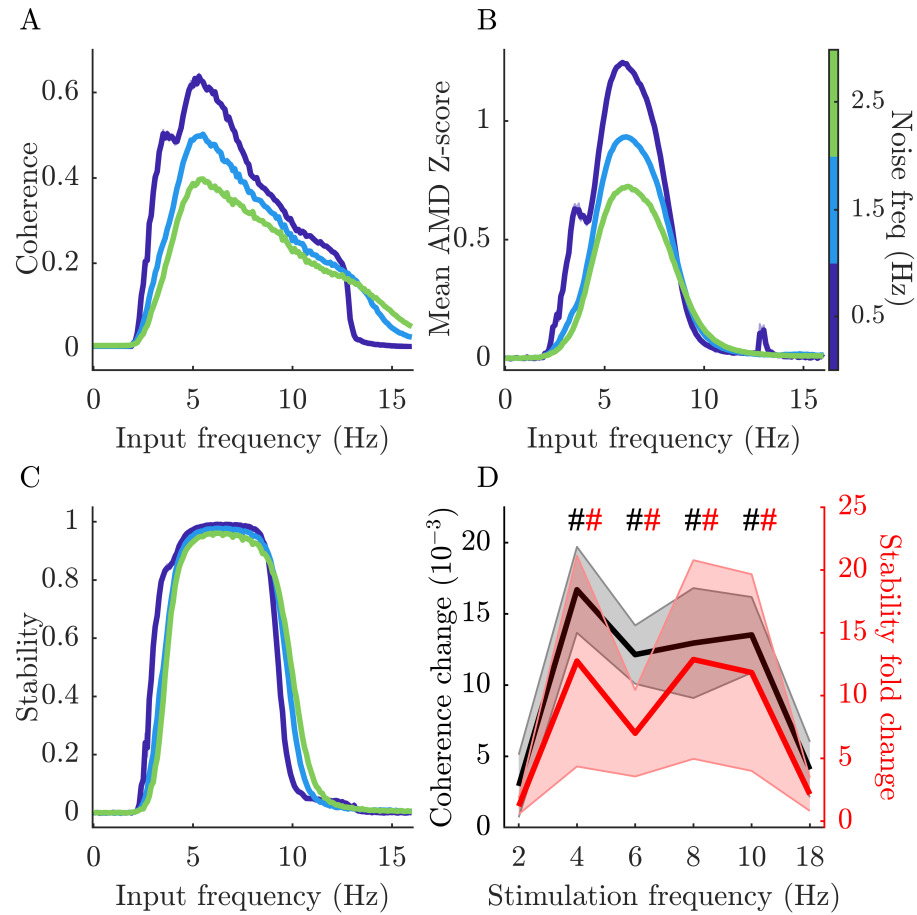 A
Coherence
0.6
0.4
0.2
0
0 5 10 15
Input frequency (Hz)
B
Mean AMD Z-score
1
0.5
0
0 5 10 15
Input frequency (Hz)
2.5
1.5
0.5
Noise freq (Hz)
C
Stability
1
0.8
0.6
0.4
0.2
0
0 5 10 15
Input frequency (Hz)
D
Coherence change (10⁻³)
20
15
10
5
0
## ## ## ##
25
20
15
10
5
0
Stability fold change
2 4 6 8 10 18
Stimulation frequency (Hz)